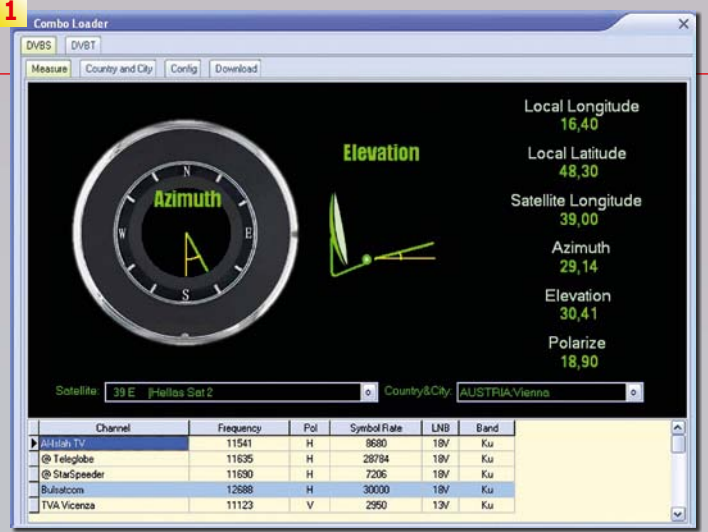 1
Combo Loader
DVBS DVBT
Measure Country and City Config Download
N
W E
S
Azimuth
Elevation
Local Longitude
16,40
Local Latitude
48,30
Satellite Longitude
39,00
Azimuth
29,14
Elevation
30,41
Polarize
18,90
Satellite: 39 E |Hellas Sat 2 Country&City: AUSTRIA:Vienna
Channel Frequency Pol Symbol Rate LNB Band
Al-Islah TV 11541 H 8680 18V Ku
@ Teleglobe 11635 H 28784 18V Ku
@ StarSpeeder 11690 H 7206 18V Ku
Bulsatcom 12688 H 30000 18V Ku
TVA Vicenza 11123 V 2950 13V Ku